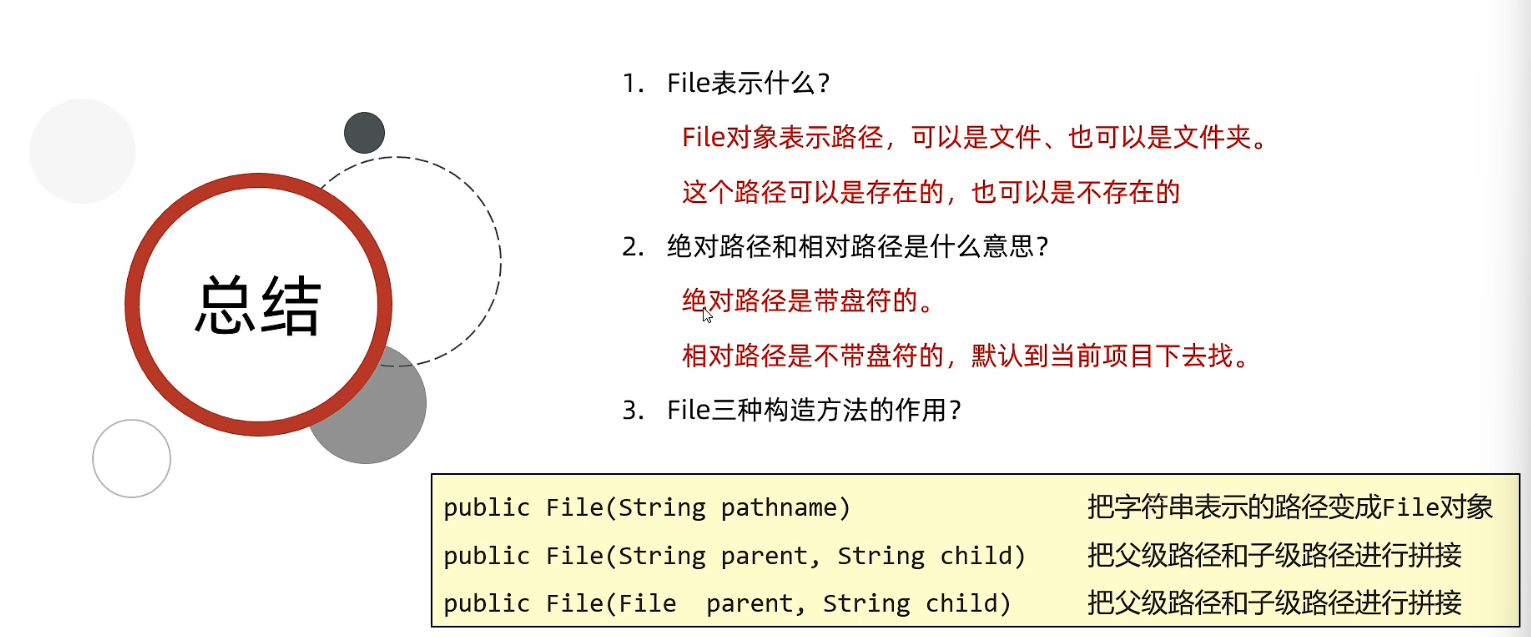 总结
1. File表示什么？
File对象表示路径，可以是文件、也可以是文件夹。
这个路径可以是存在的，也可以是不存在的
2. 绝对路径和相对路径是什么意思？
绝对路径是带盘符的。
相对路径是不带盘符的，默认到当前项目下去找。
3. File三种构造方法的作用？
public File(String pathname) 把字符串表示的路径变成File对象
public File(String parent, String child) 把父级路径和子级路径进行拼接
public File(File parent, String child) 把父级路径和子级路径进行拼接